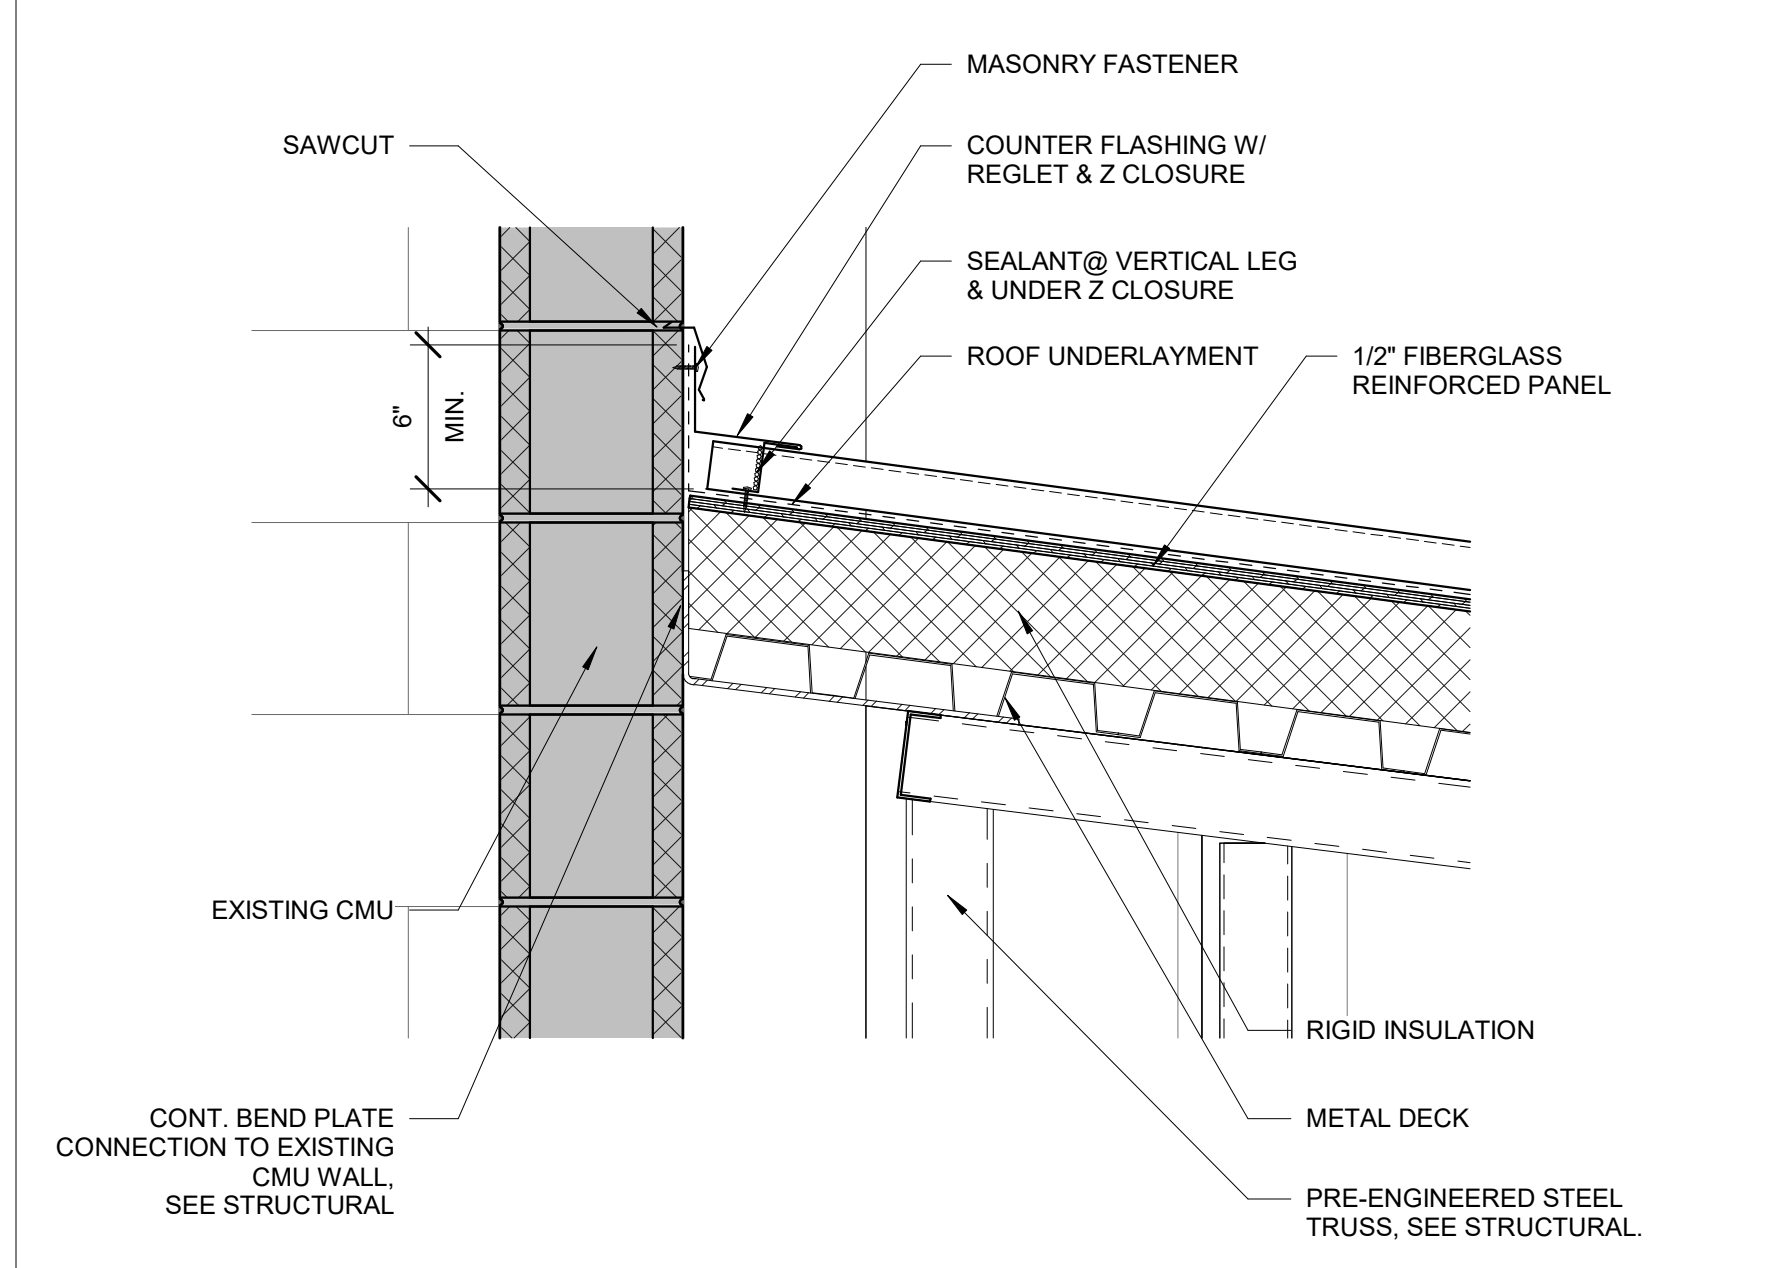 MASONRY FASTENER
SAWCUT
COUNTER FLASHING W/
REGLET & Z CLOSURE
SEALANT@ VERTICAL LEG
& UNDER Z CLOSURE
ROOF UNDERLAYMENT
1/2" FIBERGLASS
REINFORCED PANEL
6"
MIN.
EXISTING CMU
RIGID INSULATION
CONT. BEND PLATE
CONNECTION TO EXISTING
CMU WALL,
SEE STRUCTURAL
METAL DECK
PRE-ENGINEERED STEEL
TRUSS, SEE STRUCTURAL.